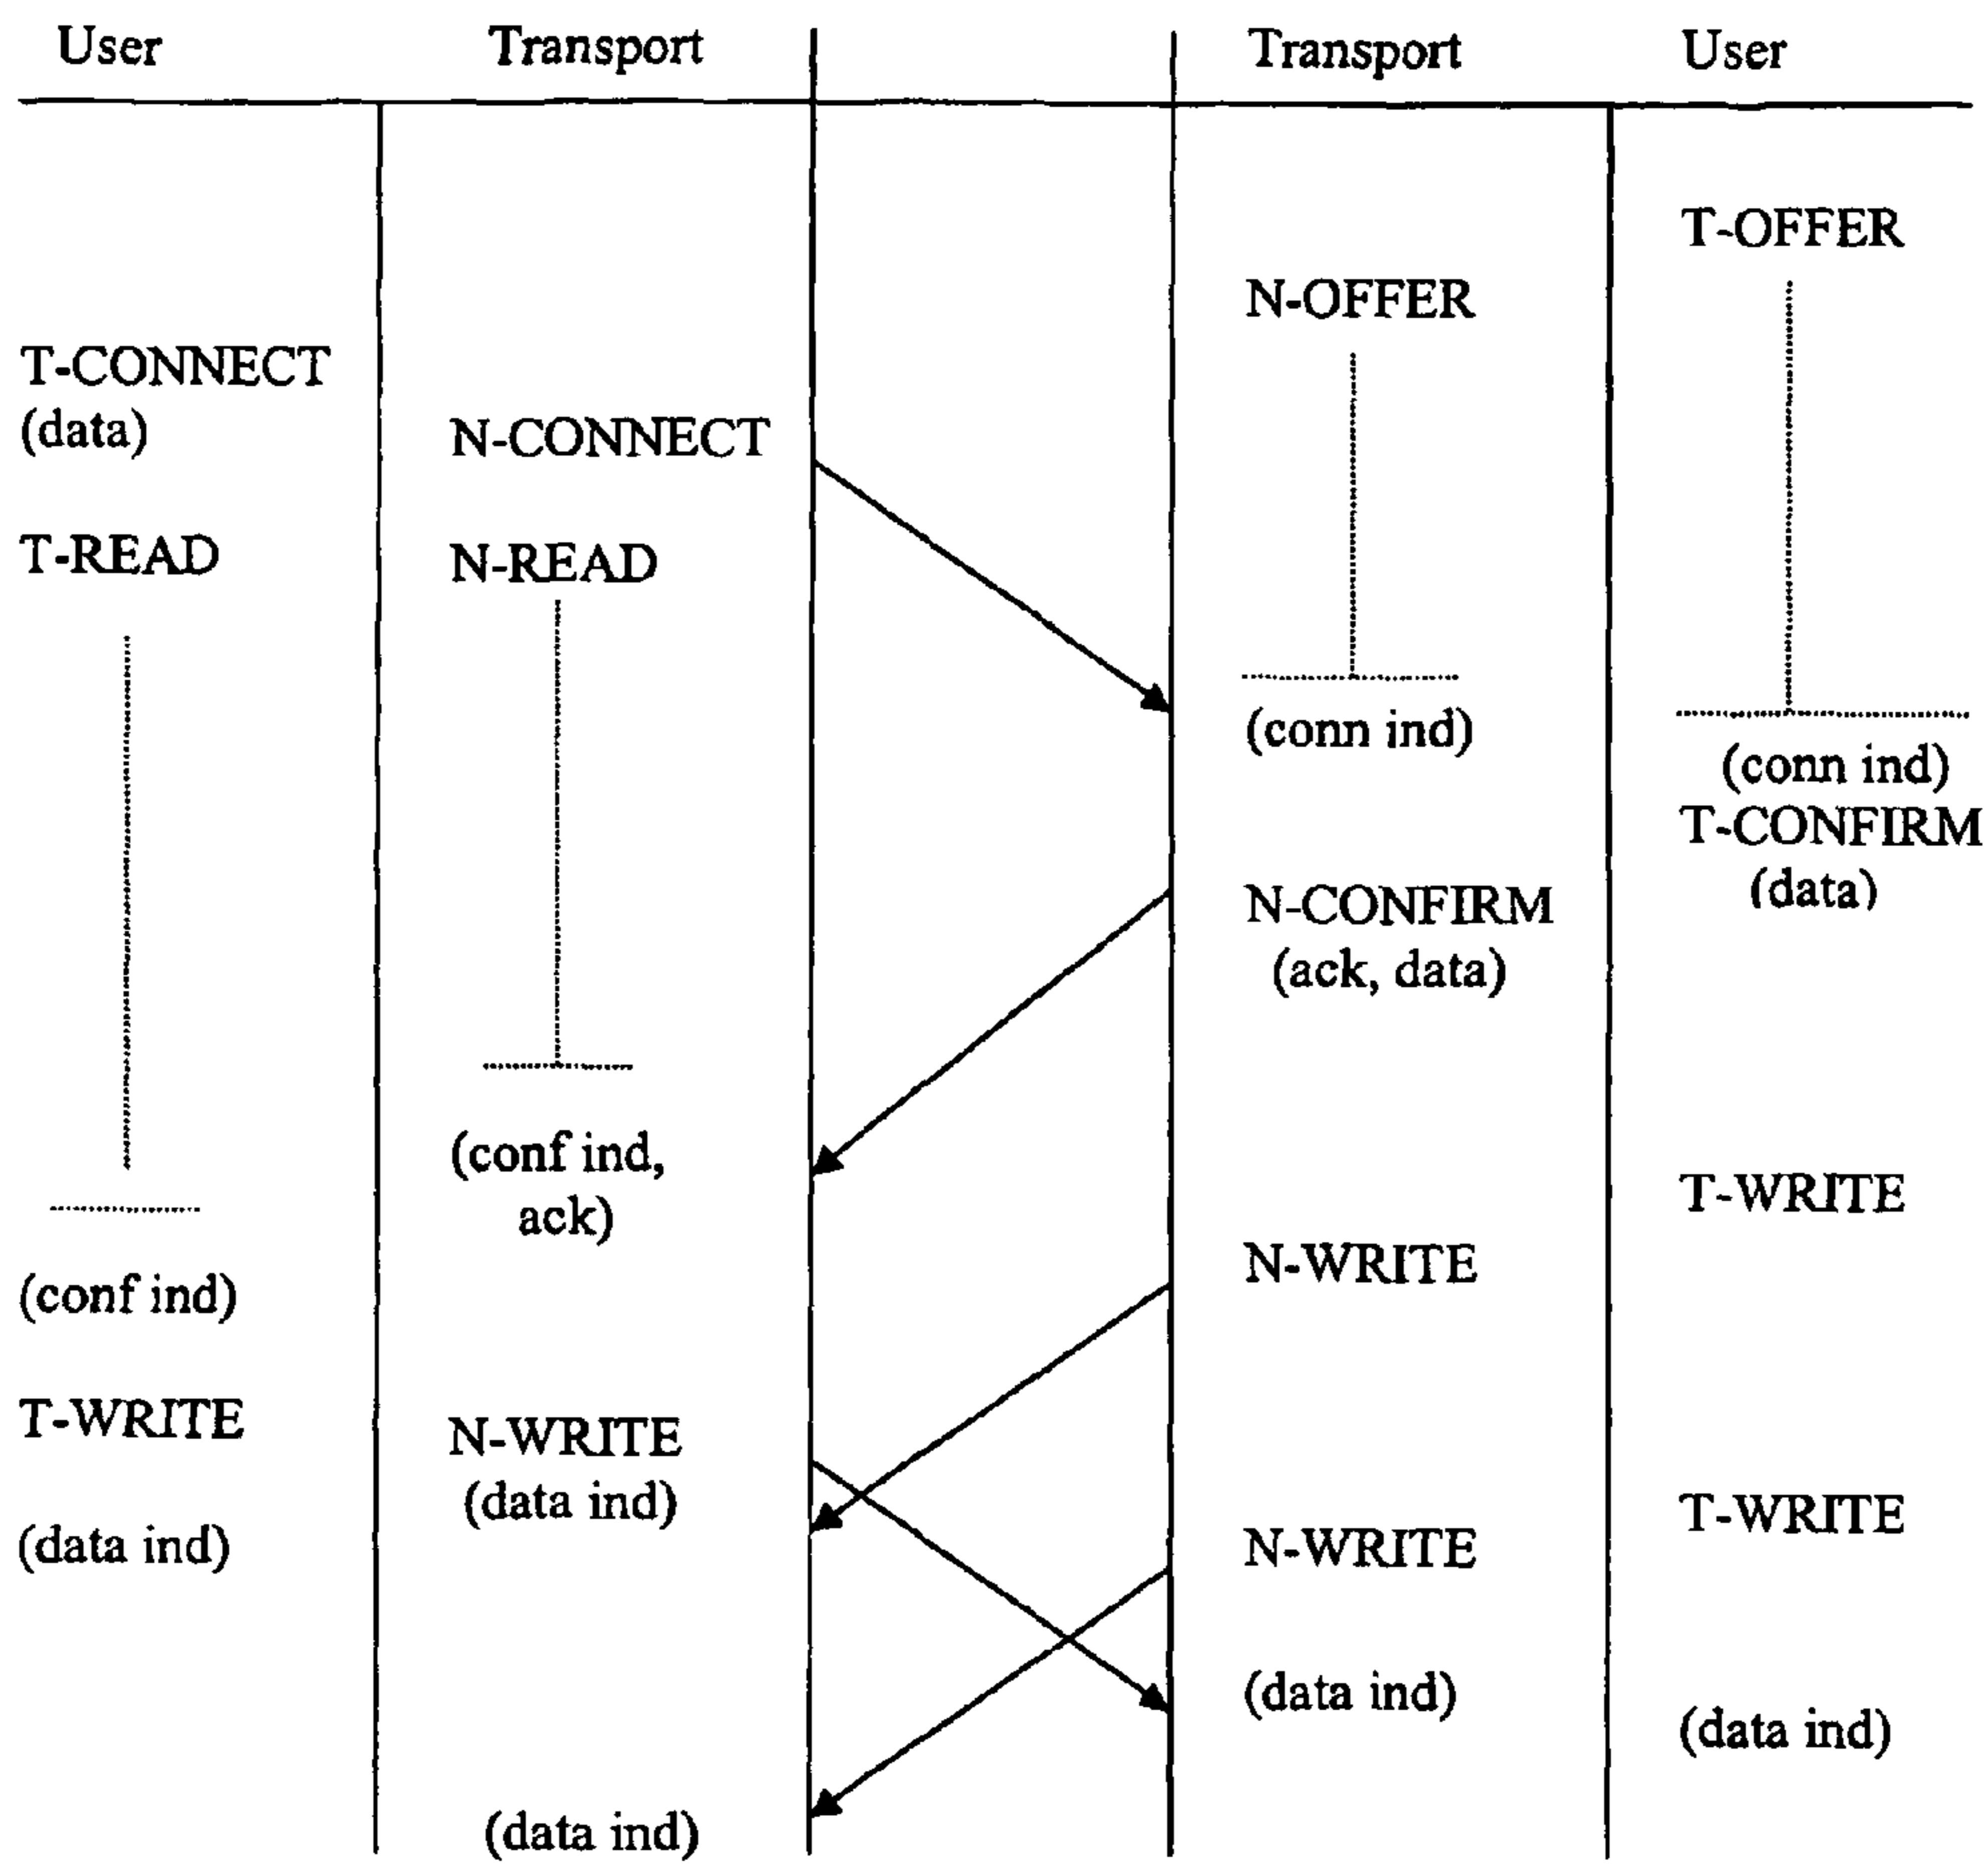 User
Transport
Transport
User
T-OFFER
N-OFFER
T-CONNECT
(data)
N-CONNECT
T-READ
N-READ
(conn ind)
(conn ind)
T-CONFIRM
(data)
N-CONFIRM
(ack, data)
(conf ind,
ack)
T-WRITE
N-WRITE
(conf ind)
T-WRITE
N-WRITE
(data ind)
T-WRITE
(data ind)
N-WRITE
(data ind)
(data ind)
(data ind)